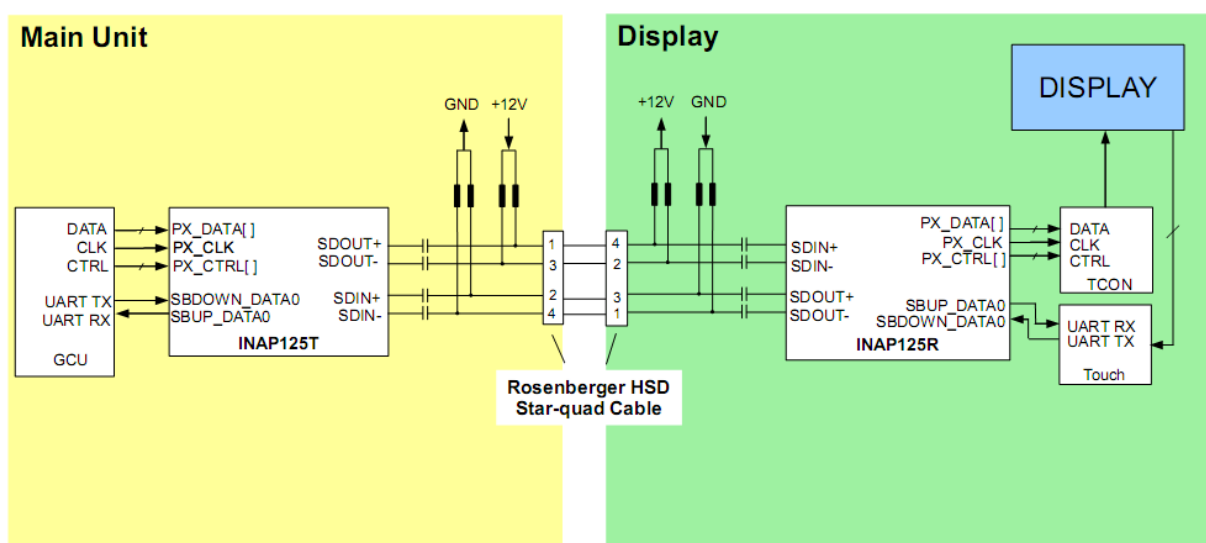 Main Unit
Display
DISPLAY
GND +12V
+12V GND
DATA
CLK
CTRL
UART TX
UART RX
GCU
PX_DATA[ ]
PX_CLK
PX_CTRL[ ]
SBDOWN_DATA0
SBUP_DATA0
INAP125T
SDOUT+
SDOUT-
SDIN+
SDIN-
1
3
2
4
4
2
3
1
Rosenberger HSD
Star-quad Cable
SDIN+
SDIN-
SDOUT+
SDOUT-
PX_DATA[ ]
PX_CLK
PX_CTRL[ ]
SBUP_DATA0
SBDOWN_DATA0
INAP125R
DATA
CLK
CTRL
TCON
UART RX
UART TX
Touch